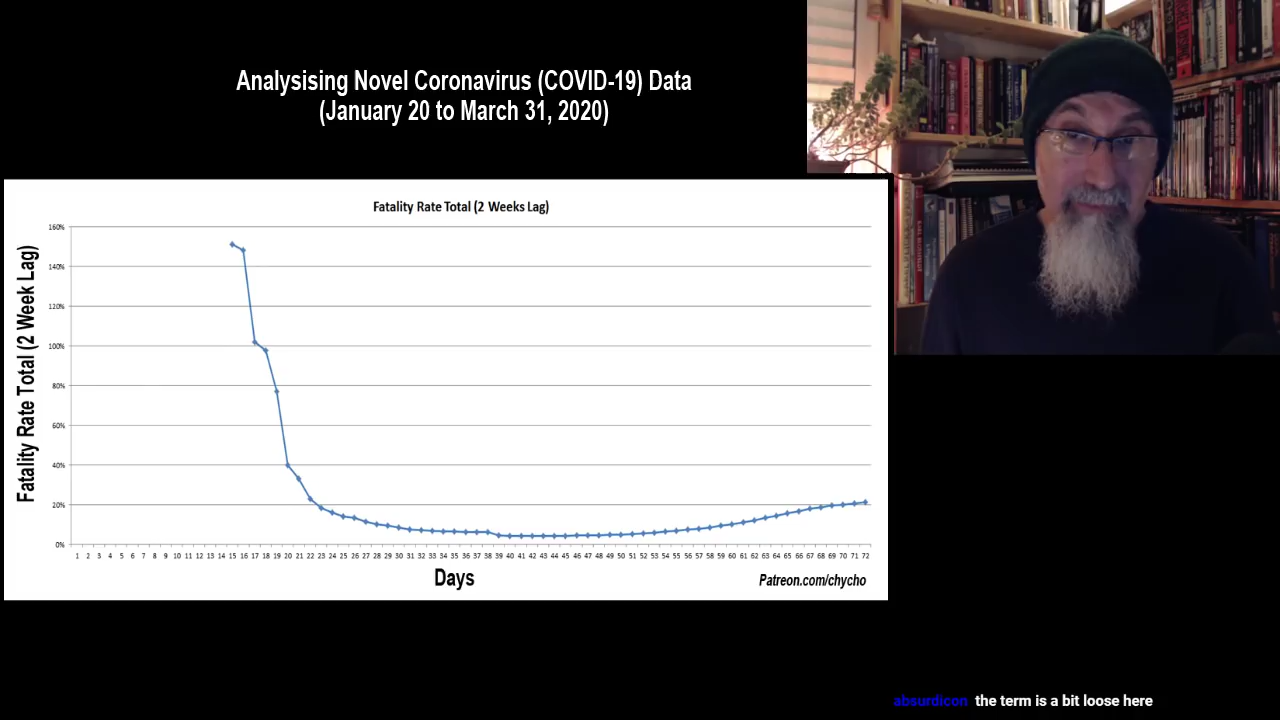 Analysising Novel Coronavirus (COVID-19) Data
(January 20 to March 31, 2020)
Fatality Rate Total (2 Weeks Lag)
Fatality Rate Total (2 Week Lag)
160%
140%
120%
100%
80%
60%
40%
20%
0%
1 2 3 4 5 6 7 8 9 10 11 12 13 14 15 16 17 18 19 20 21 22 23 24 25 26 27 28 29 30 31 32 33 34 35 36 37 38 39 40 41 42 43 44 45 46 47 48 49 50 51 52 53 54 55 56 57 58 59 60 61 62 63 64 65 66 67 68 69 70 71 72
Days
Patreon.com/chycho
absurdicon the term is a bit loose here